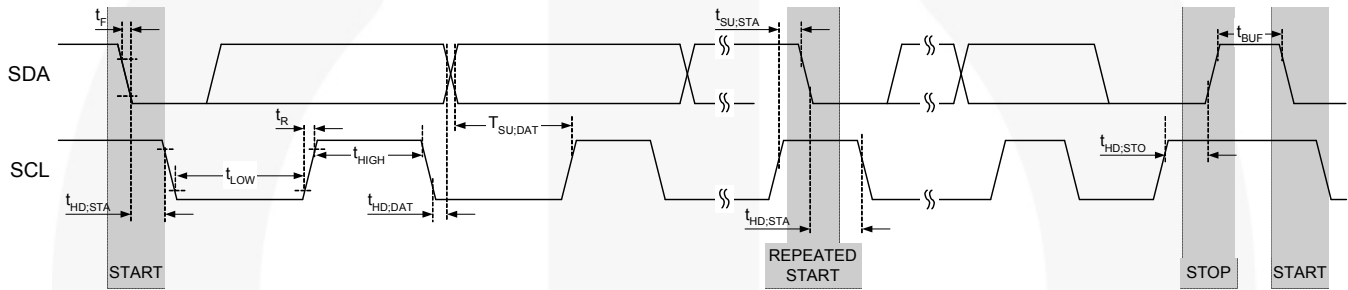 tF
tSU;STA
tBUF
SDA
tR
TSU;DAT
SCL
tHIGH
tLOW
tHD;STO
tHD;STA
tHD;DAT
tHD;STA
START
REPEATED
START
STOP
START